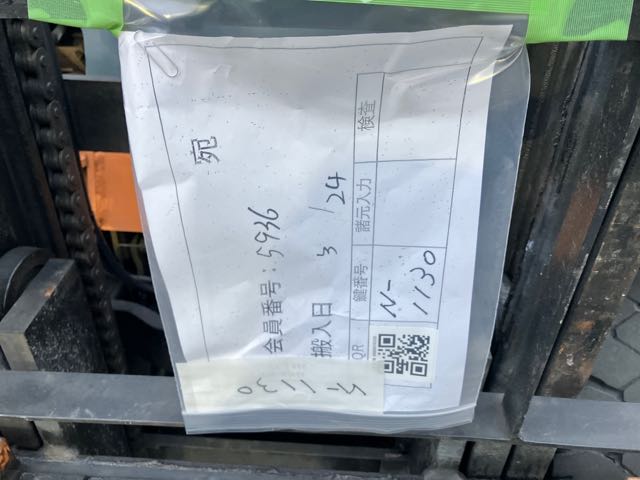 宛
会員番号：5936
搬入日 3/24
QR 鍵番号 諸元入力 検査
N-
1130
1130